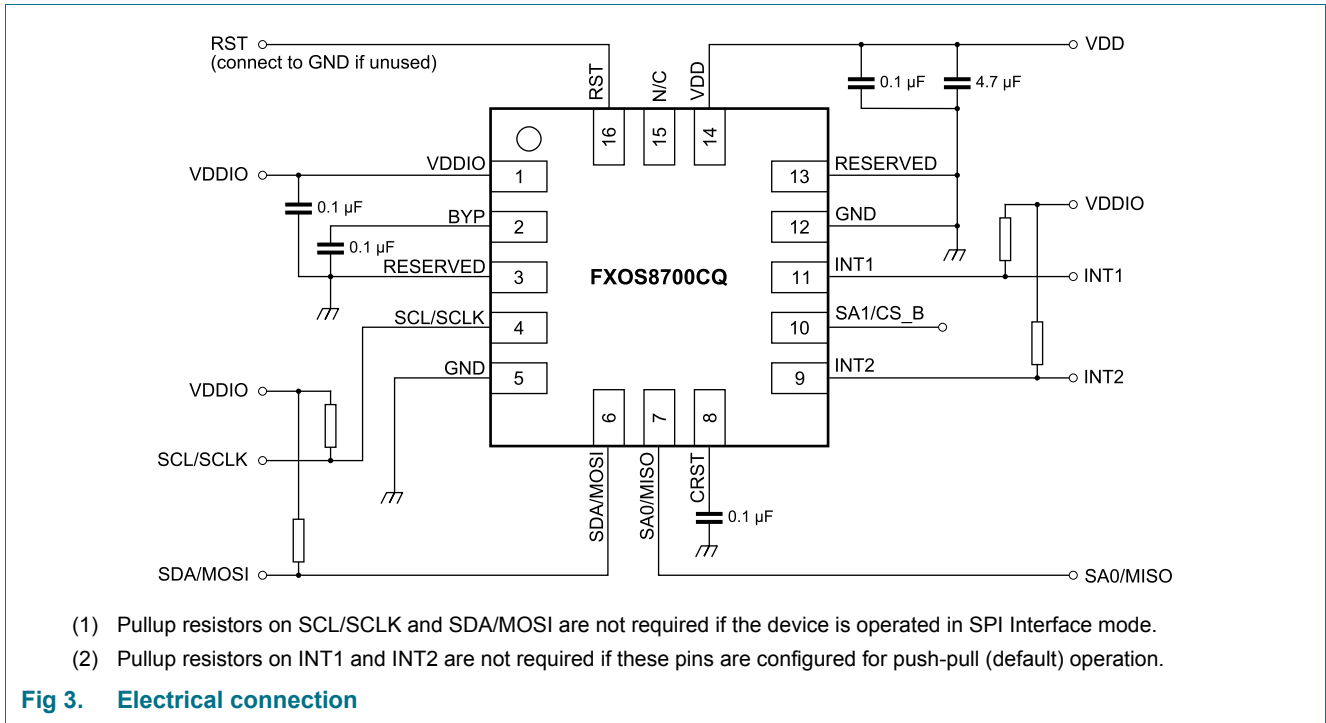 RST
(connect to GND if unused)
VDD
0.1 µF
4.7 µF
RST
N/C
VDD
16
15
14
VDDIO
VDDIO
1
13
RESERVED
0.1 µF
VDDIO
BYP
2
12
GND
0.1 µF
RESERVED
3
FXOS8700CQ
11
INT1
INT1
SCL/SCLK
4
10
SA1/CS_B
GND
5
9
INT2
INT2
VDDIO
6
7
8
SCL/SCLK
SDA/MOSI
SA0/MISO
CRST
0.1 µF
SDA/MOSI
SA0/MISO
(1) Pullup resistors on SCL/SCLK and SDA/MOSI are not required if the device is operated in SPI Interface mode.
(2) Pullup resistors on INT1 and INT2 are not required if these pins are configured for push-pull (default) operation.
Fig 3. Electrical connection